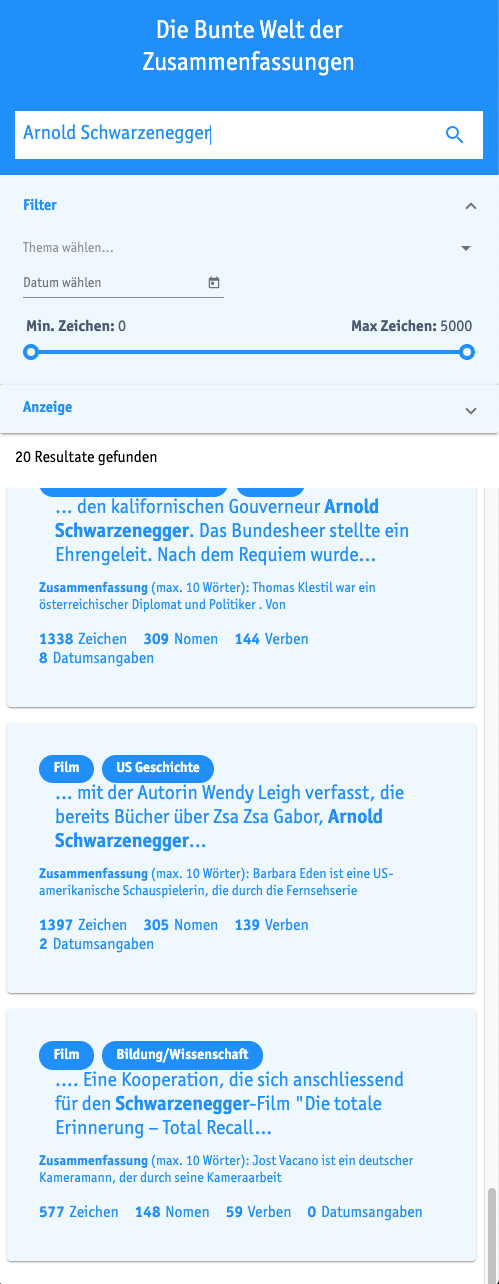 Die Bunte Welt der
Zusammenfassungen
Arnold Schwarzenegger
Filter
Thema wählen...
Datum wählen
Min. Zeichen: 0 Max Zeichen: 5000
Anzeige
20 Resultate gefunden
... den kalifornischen Gouverneur Arnold
Schwarzenegger. Das Bundesheer stellte ein
Ehrengeleit. Nach dem Requiem wurde...
Zusammenfassung (max. 10 Wörter): Thomas Klestil war ein
österreichischer Diplomat und Politiker . Von
1338 Zeichen 309 Nomen 144 Verben
8 Datumsangaben
Film US Geschichte
... mit der Autorin Wendy Leigh verfasst, die
bereits Bücher über Zsa Zsa Gabor, Arnold
Schwarzenegger...
Zusammenfassung (max. 10 Wörter): Barbara Eden ist eine US-
amerikanische Schauspielerin, die durch die Fernsehserie
1397 Zeichen 305 Nomen 139 Verben
2 Datumsangaben
Film Bildung/Wissenschaft
.... Eine Kooperation, die sich anschliessend
für den Schwarzenegger-Film "Die totale
Erinnerung – Total Recall...
Zusammenfassung (max. 10 Wörter): Jost Vacano ist ein deutscher
Kameramann, der durch seine Kameraarbeit
577 Zeichen 148 Nomen 59 Verben 0 Datumsangaben